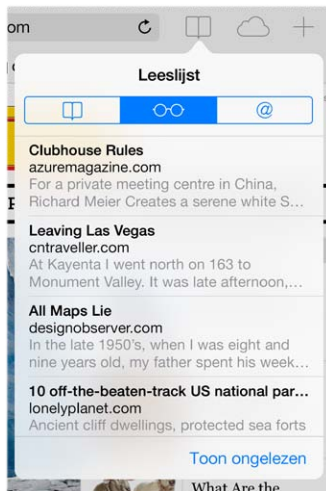 om
Leeslijst
@
Clubhouse Rules
azuremagazine.com
For a private meeting centre in China,
Richard Meier Creates a serene white S…
Leaving Las Vegas
cntraveller.com
At Kayenta I went north on 163 to
Monument Valley. It was late afternoon,…
All Maps Lie
designobserver.com
In the late 1950's, when I was eight and
nine years old, my father spent his week…
10 off-the-beaten-track US national par…
lonelyplanet.com
Ancient cliff dwellings, protected sea forts
Toon ongelezen
What Are the